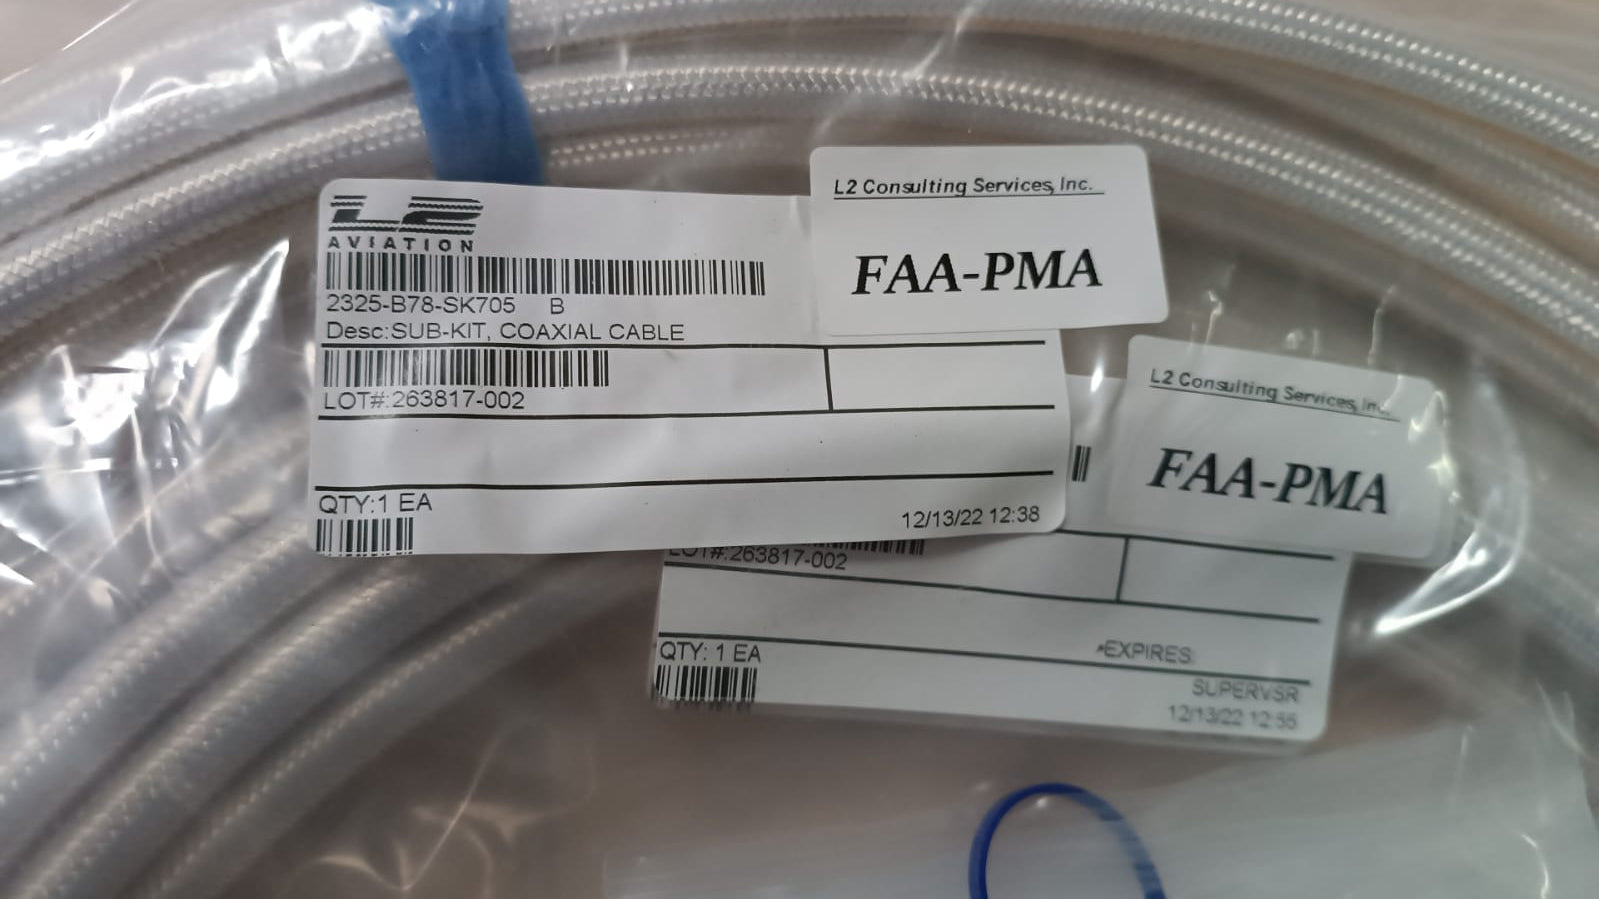 L2
AVIATION
2325-B78-SK705 B
Desc:SUB-KIT, COAXIAL CABLE
LOT#:263817-002
QTY:1 EA
12/13/22 12:38
L2 Consulting Services, Inc.
FAA-PMA
L2 Consulting Services, Inc.
FAA-PMA
LOT#:263817-002
QTY: 1 EA
EXPIRES:
SUPERVSR
12/13/22 12:56